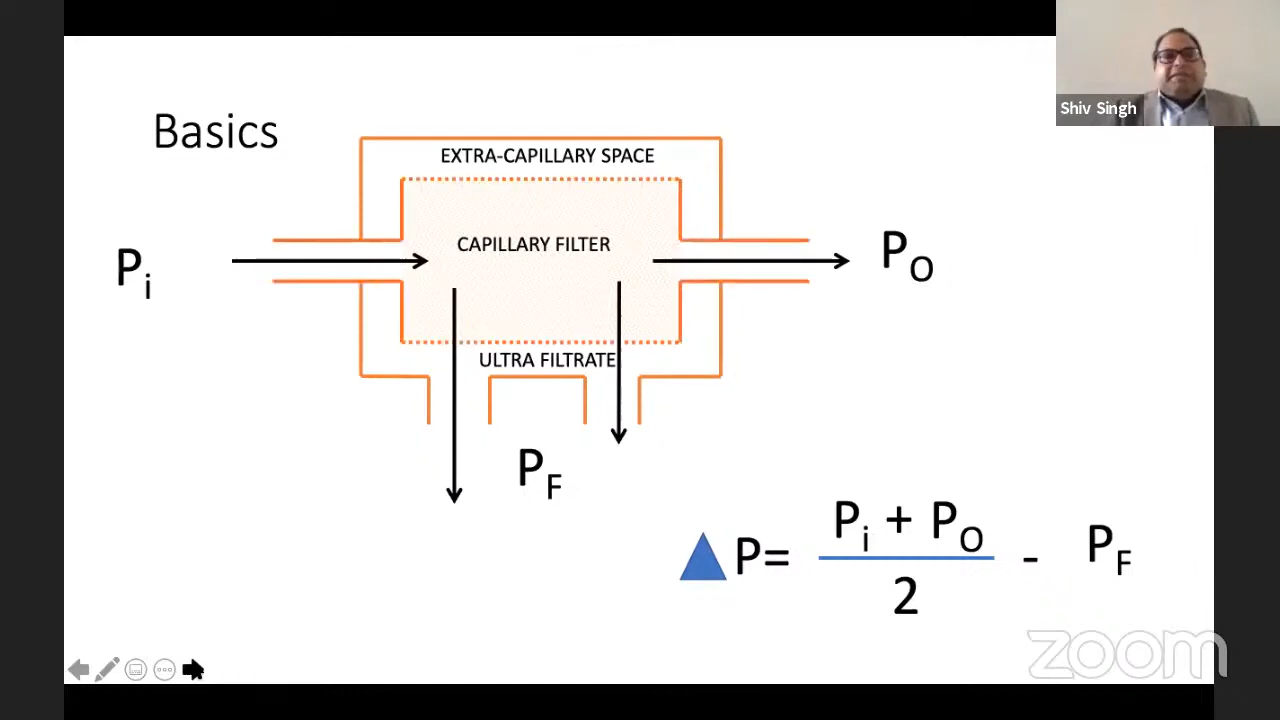 Shiv Singh
Basics
EXTRA-CAPILLARY SPACE
CAPILLARY FILTER
Pi
PO
ULTRA FILTRATE
PF
P= Pi + PO - PF
2
zoom